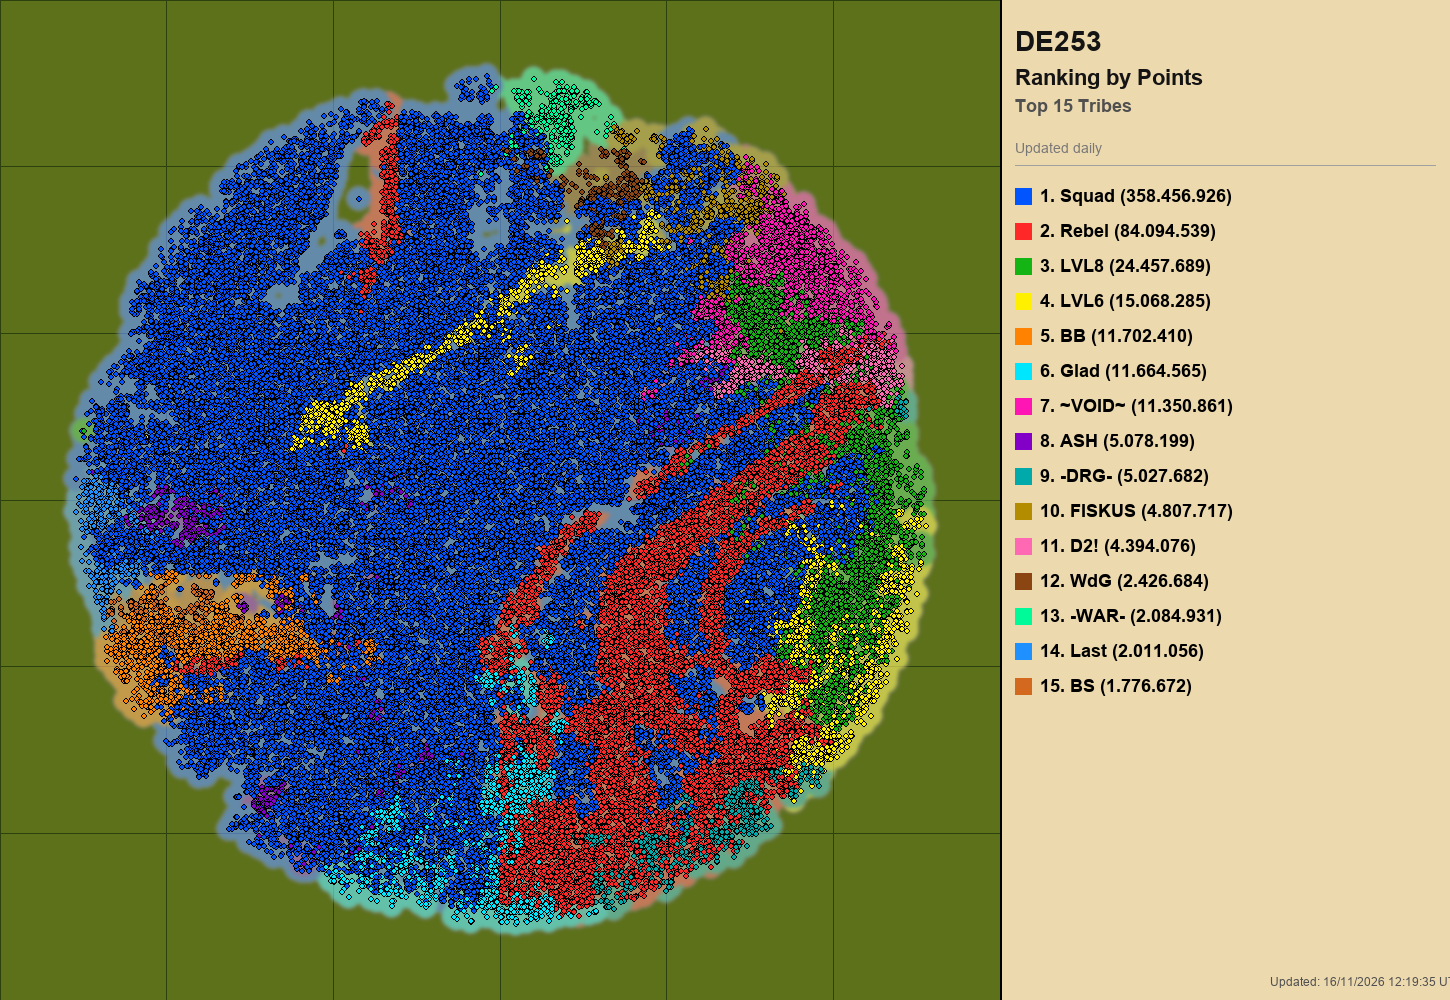 DE253
Ranking by Points
Top 15 Tribes
Updated daily
1. Squad (358.456.926)
2. Rebel (84.094.539)
3. LVL8 (24.457.689)
4. LVL6 (15.068.285)
5. BB (11.702.410)
6. Glad (11.664.565)
7. ~VOID~ (11.350.861)
8. ASH (5.078.199)
9. -DRG- (5.027.682)
10. FISKUS (4.807.717)
11. D2! (4.394.076)
12. WdG (2.426.684)
13. -WAR- (2.084.931)
14. Last (2.011.056)
15. BS (1.776.672)
Updated: 16/11/2026 12:19:35 U